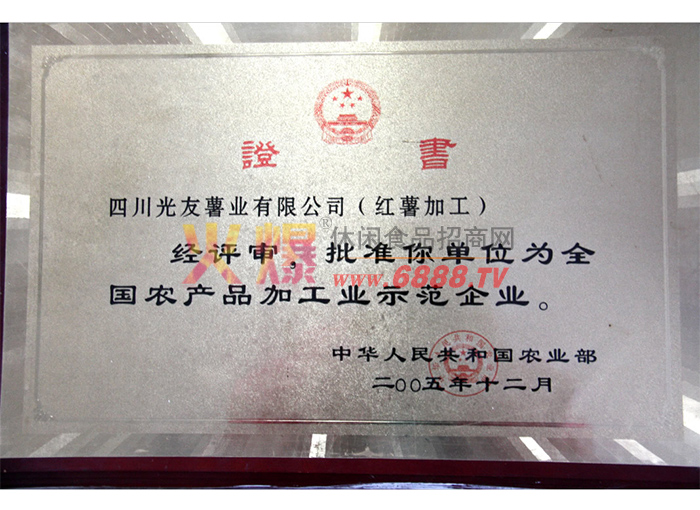 證書
四川光友薯业有限公司（红薯加工）
火爆®休闲食品招商网
经评审，批准你单位为全
www.6888.TV
国农产品加工业示范企业。
中华人民共和国农业部
二〇〇五年十二月